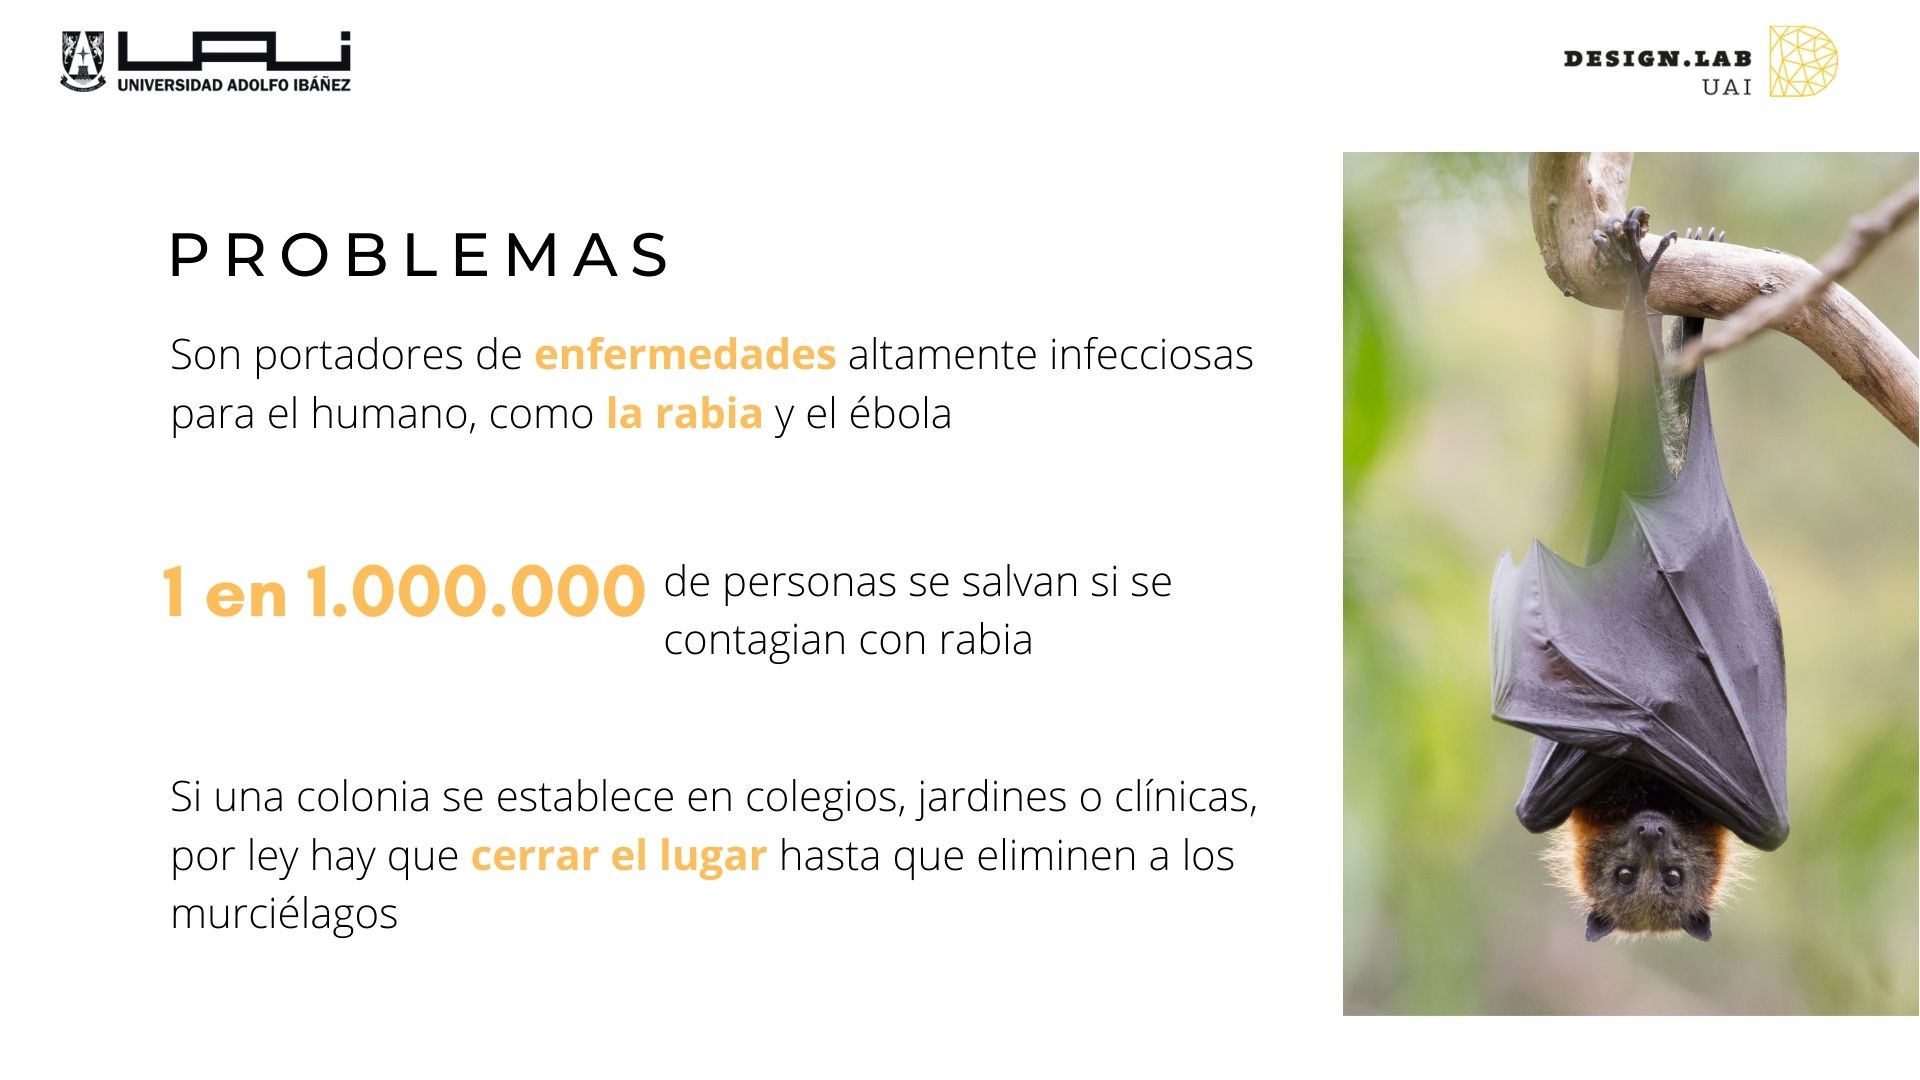 UAi
UNIVERSIDAD ADOLFO IBÁÑEZ
DESIGN.LAB
UAI
PROBLEMAS
Son portadores de enfermedades altamente infecciosas
para el humano, como la rabia y el ébola
1 en 1.000.000 de personas se salvan si se
contagian con rabia
Si una colonia se establece en colegios, jardines o clínicas,
por ley hay que cerrar el lugar hasta que eliminen a los
murciélagos